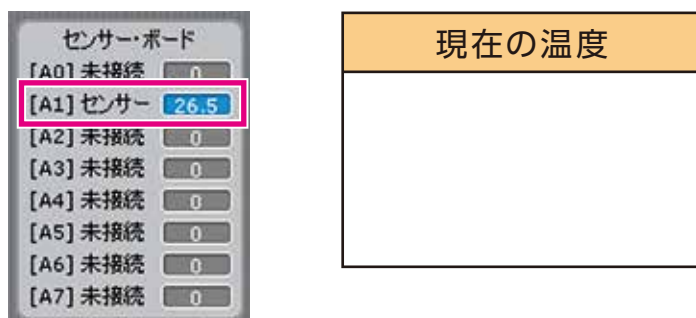 センサー・ボード
[A0] 未接続 0
[A1] センサー 26.5
[A2] 未接続 0
[A3] 未接続 0
[A4] 未接続 0
[A5] 未接続 0
[A6] 未接続 0
[A7] 未接続 0
現在の温度